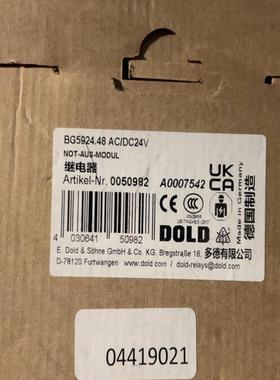 BG5924.48 AC/DC24V
NOT-AUS-MODUL
继电器
Artikel-Nr. 0050982 A0007542
UK
CA
CCC
DOLD
4 030641 50982
E. Dold & Söhne GmbH & Co. KG, Bregstraße 18, 多德有限公司
D-78120 Furtwangen www.dold.com / dold-relays@dold.com
Made in Germany
德国制造
04419021